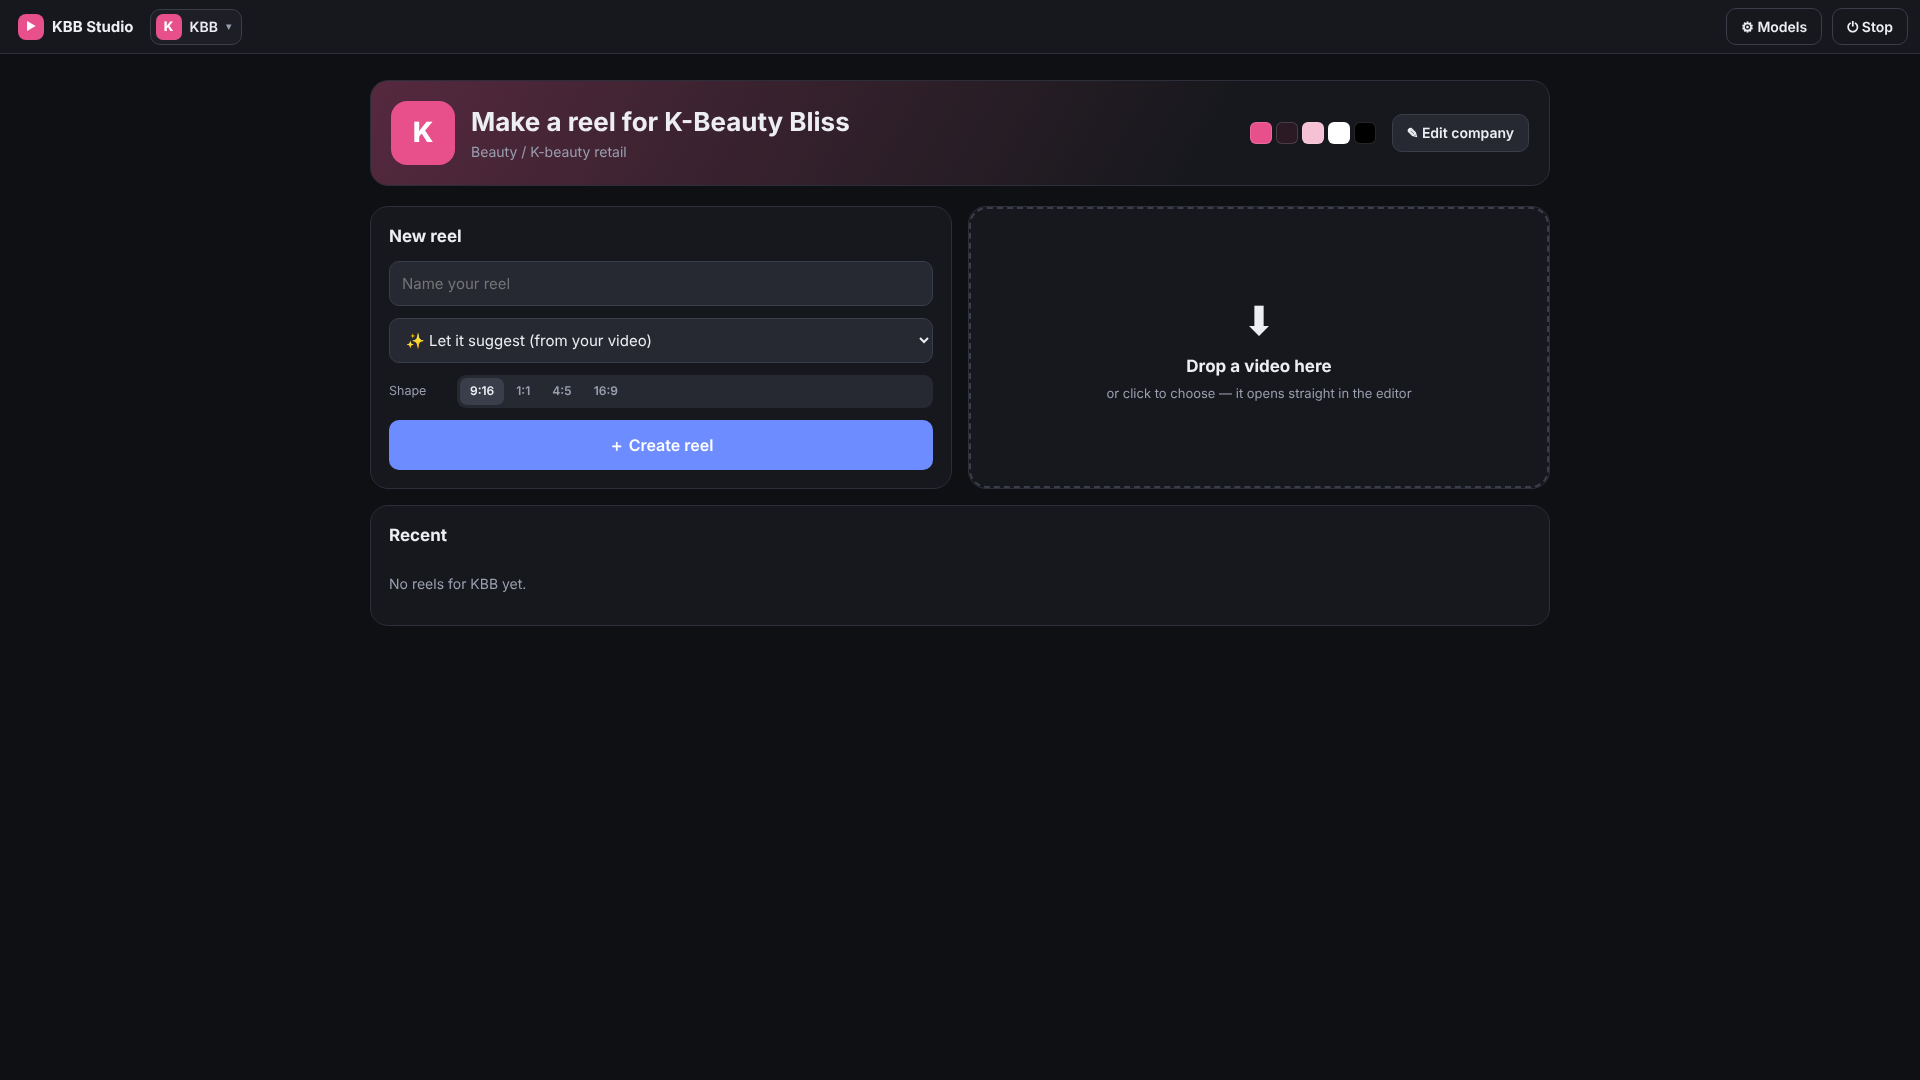 KBB Studio
K KBB ▾
⚙ Models
⏻ Stop
K
Make a reel for K-Beauty Bliss
Beauty / K-beauty retail
✎ Edit company
New reel
Name your reel
✨ Let it suggest (from your video)
Shape 9:16 1:1 4:5 16:9
+ Create reel
⬇
Drop a video here
or click to choose — it opens straight in the editor
Recent
No reels for KBB yet.